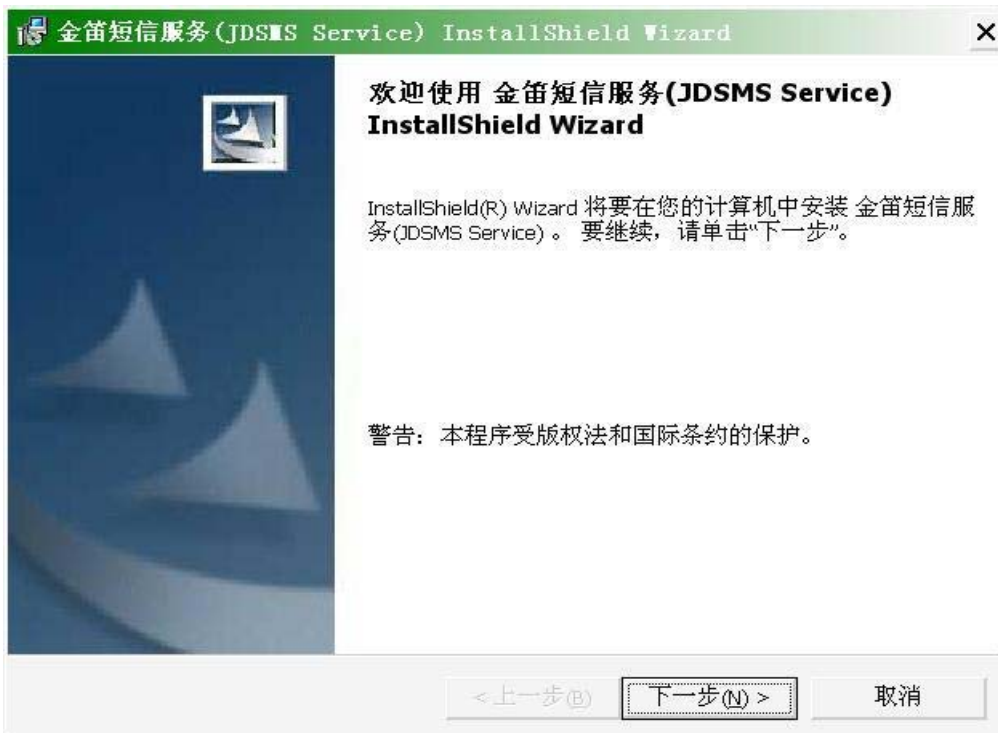 金笛短信服务(JDSMS Service) InstallShield Wizard
欢迎使用 金笛短信服务(JDSMS Service)
InstallShield Wizard
InstallShield(R) Wizard 将要在您的计算机中安装 金笛短信服
务(JDSMS Service) 。 要继续，请单击“下一步”。
警告：本程序受版权法和国际条约的保护。
<上一步(B) 下一步(N) > 取消